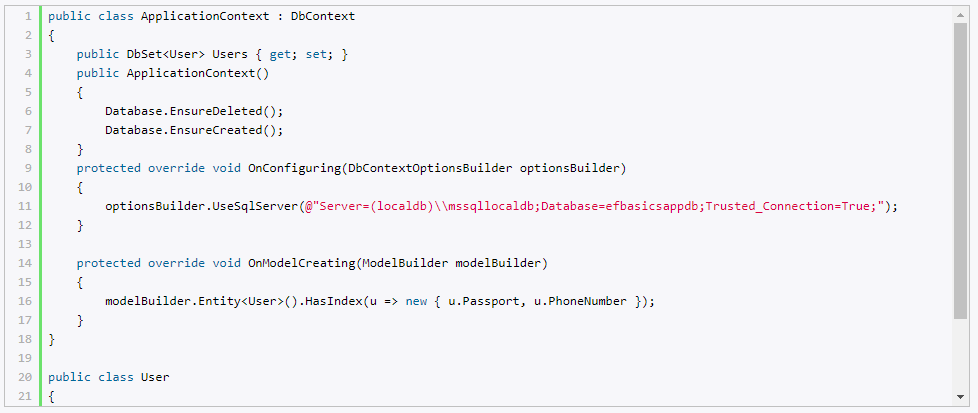 1 public class ApplicationContext : DbContext
2 {
3     public DbSet<User> Users { get; set; }
4     public ApplicationContext()
5     {
6         Database.EnsureDeleted();
7         Database.EnsureCreated();
8     }
9     protected override void OnConfiguring(DbContextOptionsBuilder optionsBuilder)
10     {
11         optionsBuilder.UseSqlServer(@"Server=(localdb)\\mssqllocaldb;Database=efbasicsappdb;Trusted_Connection=True;");
12     }
13
14     protected override void OnModelCreating(ModelBuilder modelBuilder)
15     {
16         modelBuilder.Entity<User>().HasIndex(u => new { u.Passport, u.PhoneNumber });
17     }
18 }
19
20 public class User
21 {